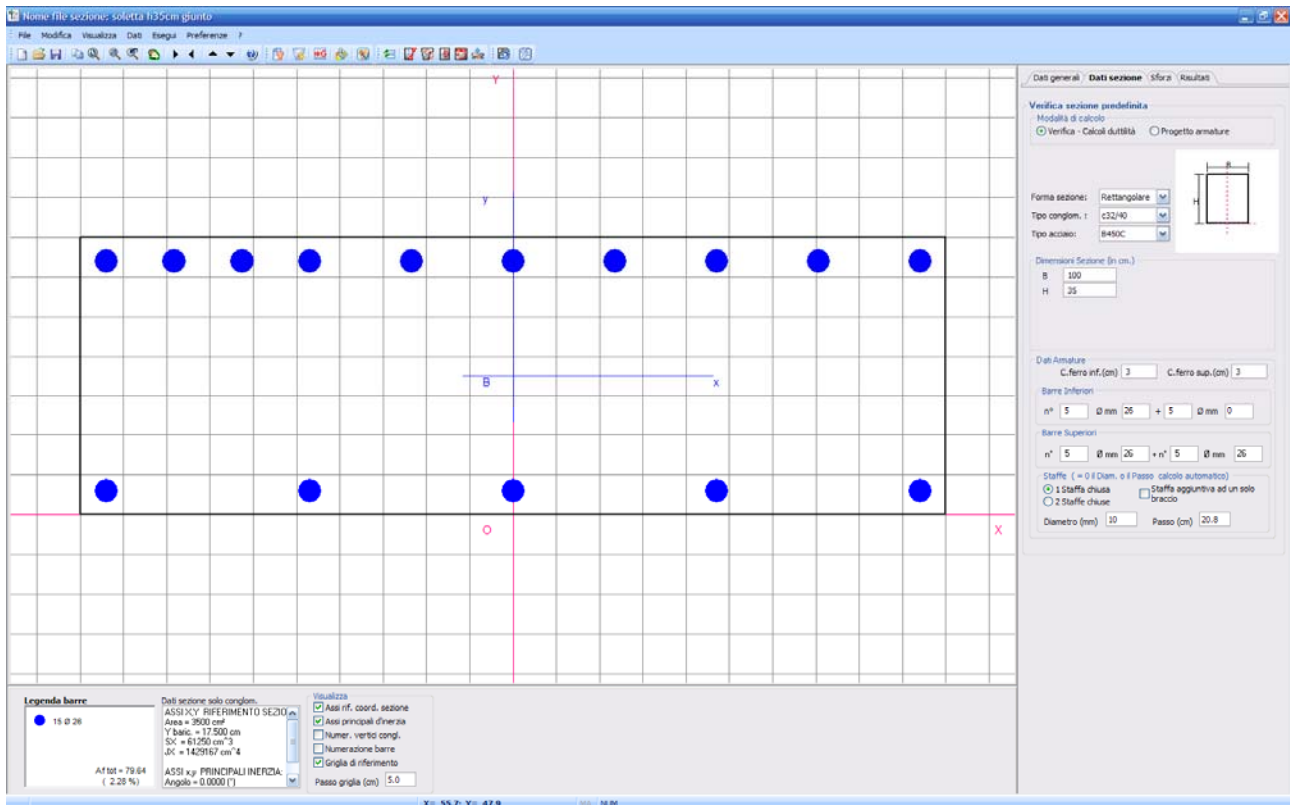 Nome file sezione: soletta h35cm giunto
File Modifica Visualizza Dati Esegui Preferenze ?
Y
y
B
x
O
X
Dati generali Dati sezione Sforzi Risultati
Verifica sezione predefinita
Modalità di calcolo
Verifica - Calcoli duttilità Progetto armature
B
H
Forma sezione: Rettangolare
Tipo conglom. : c32/40
Tipo acciaio: B450C
Dimensioni Sezione (in cm.)
B 100
H 35
Dati Armature
C.ferro inf.(cm) 3 C.ferro sup.(cm) 3
Barre Inferiori
n° 5 Ø mm 26 + 5 Ø mm 0
Barre Superiori
n° 5 Ø mm 26 + n° 5 Ø mm 26
Staffe ( = 0 il Diam. o il Passo calcolo automatico)
1 Staffa chiusa
2 Staffe chiuse
Staffa aggiuntiva ad un solo
braccio
Diametro (mm) 10 Passo (cm) 20.8
Legenda barre
15 Ø 26
Af tot = 79.64
( 2.28 %)
Dati sezione solo conglom.
ASSI X,Y RIFERIMENTO SEZIO
Area = 3500 cm²
Y baric. = 17.500 cm
SX = 61250 cm^3
JX = 1429167 cm^4
ASSI x,y PRINCIPALI INERZIA:
Angolo = 0.0000 (°)
Visualizza
Assi rif. coord. sezione
Assi principali d'inerzia
Numer. vertici congl.
Numerazione barre
Griglia di riferimento
Passo griglia (cm) 5.0
X= 55.7; Y= 47.9 NUM